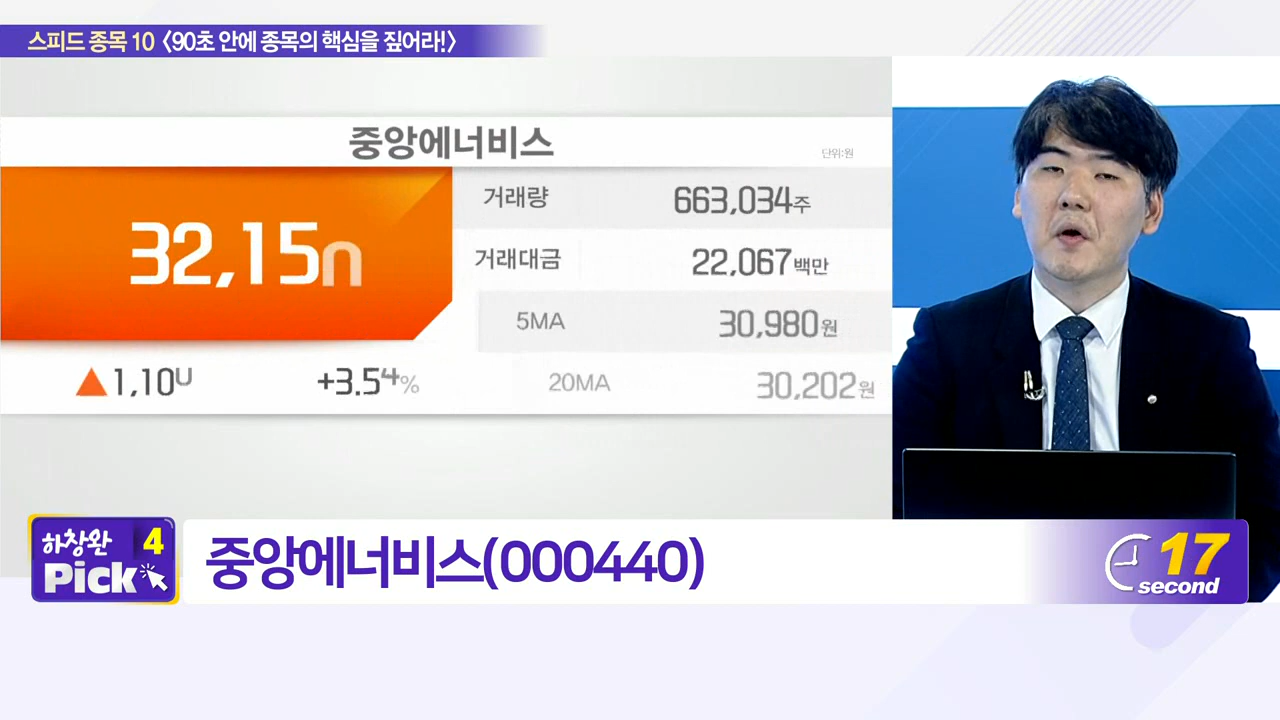 스피드 종목 10 <90초 안에 종목의 핵심을 짚어라!>
중앙에너비스
단위:원
32,15
거래량 663,034주
거래대금 22,067백만
5MA 30,980원
▲1,10
+3.54%
20MA 30,202원
하창완 4
Pick
중앙에너비스(000440)
17
second